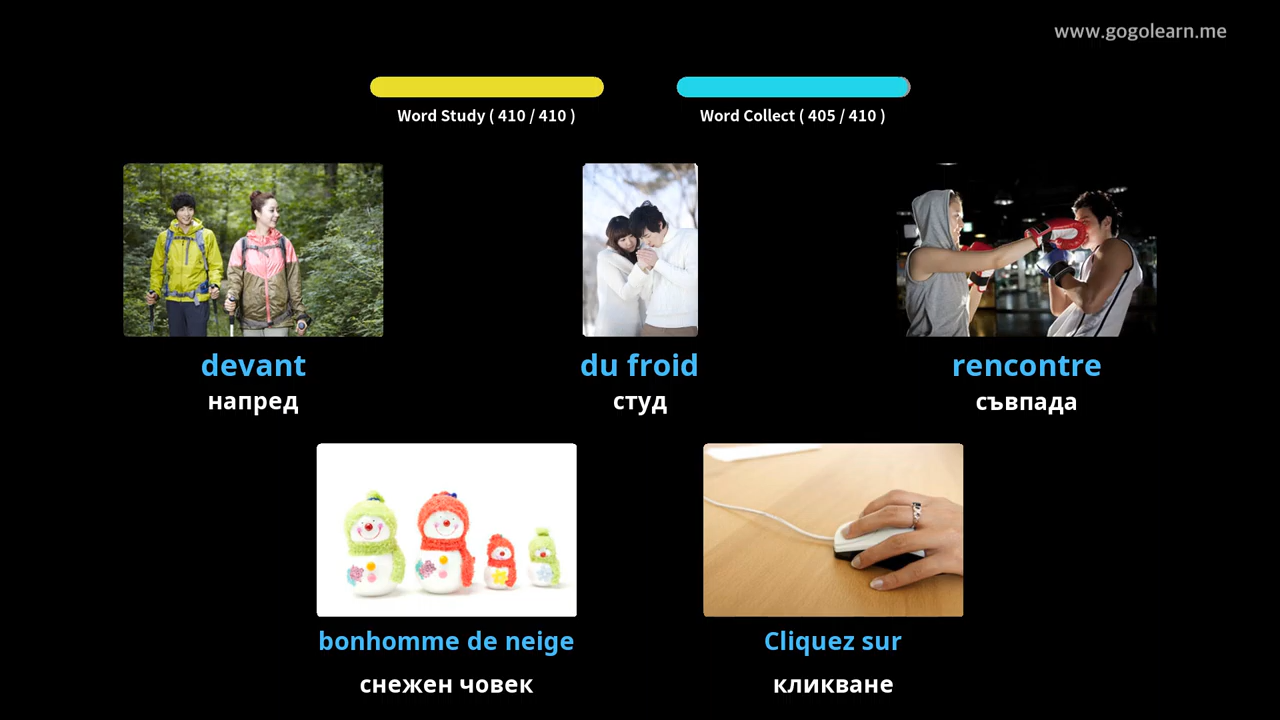 www.gogolearn.me
Word Study ( 410 / 410 )
Word Collect ( 405 / 410 )
devant
напред
du froid
студ
rencontre
съвпада
bonhomme de neige
снежен човек
Cliquez sur
кликване